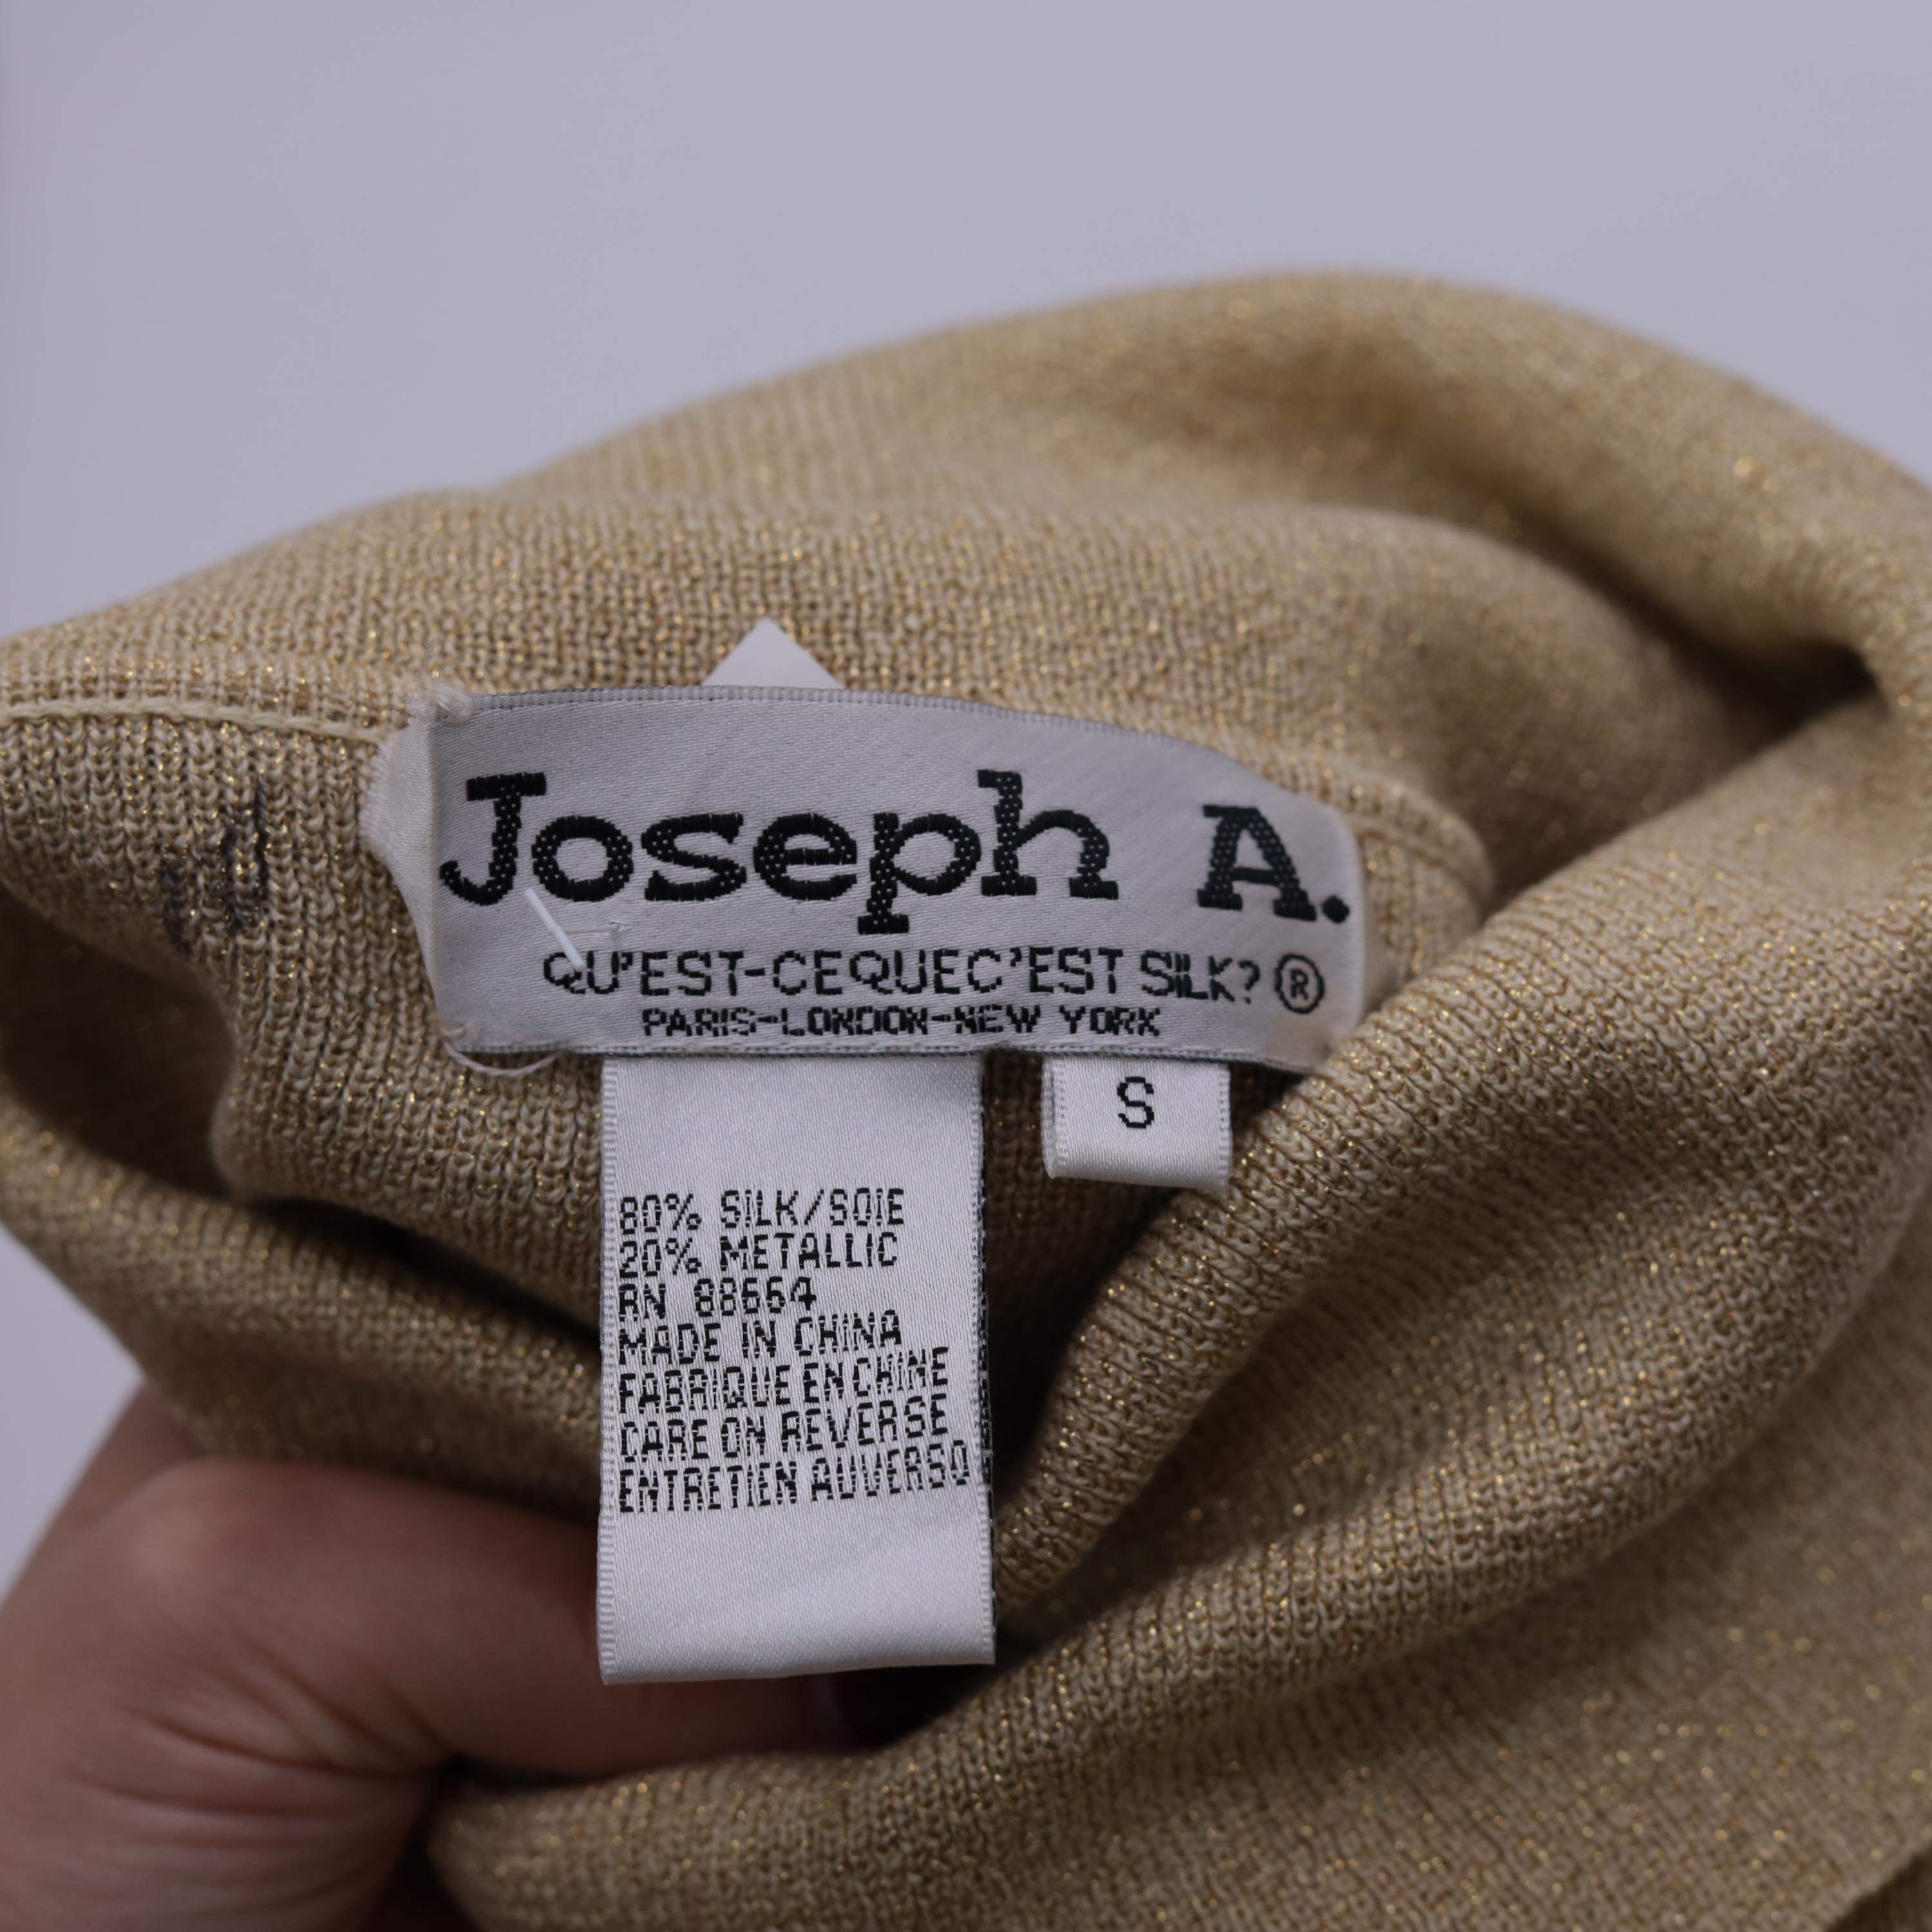 Joseph A.
QU'EST-CEQUEC'EST SILK? ®
PARIS-LONDON-NEW YORK
S
80% SILK/SOIE
20% METALLIC
RN 88664
MADE IN CHINA
FABRIQUE EN CHINE
CARE ON REVERSE
ENTRETIEN AUVERSO